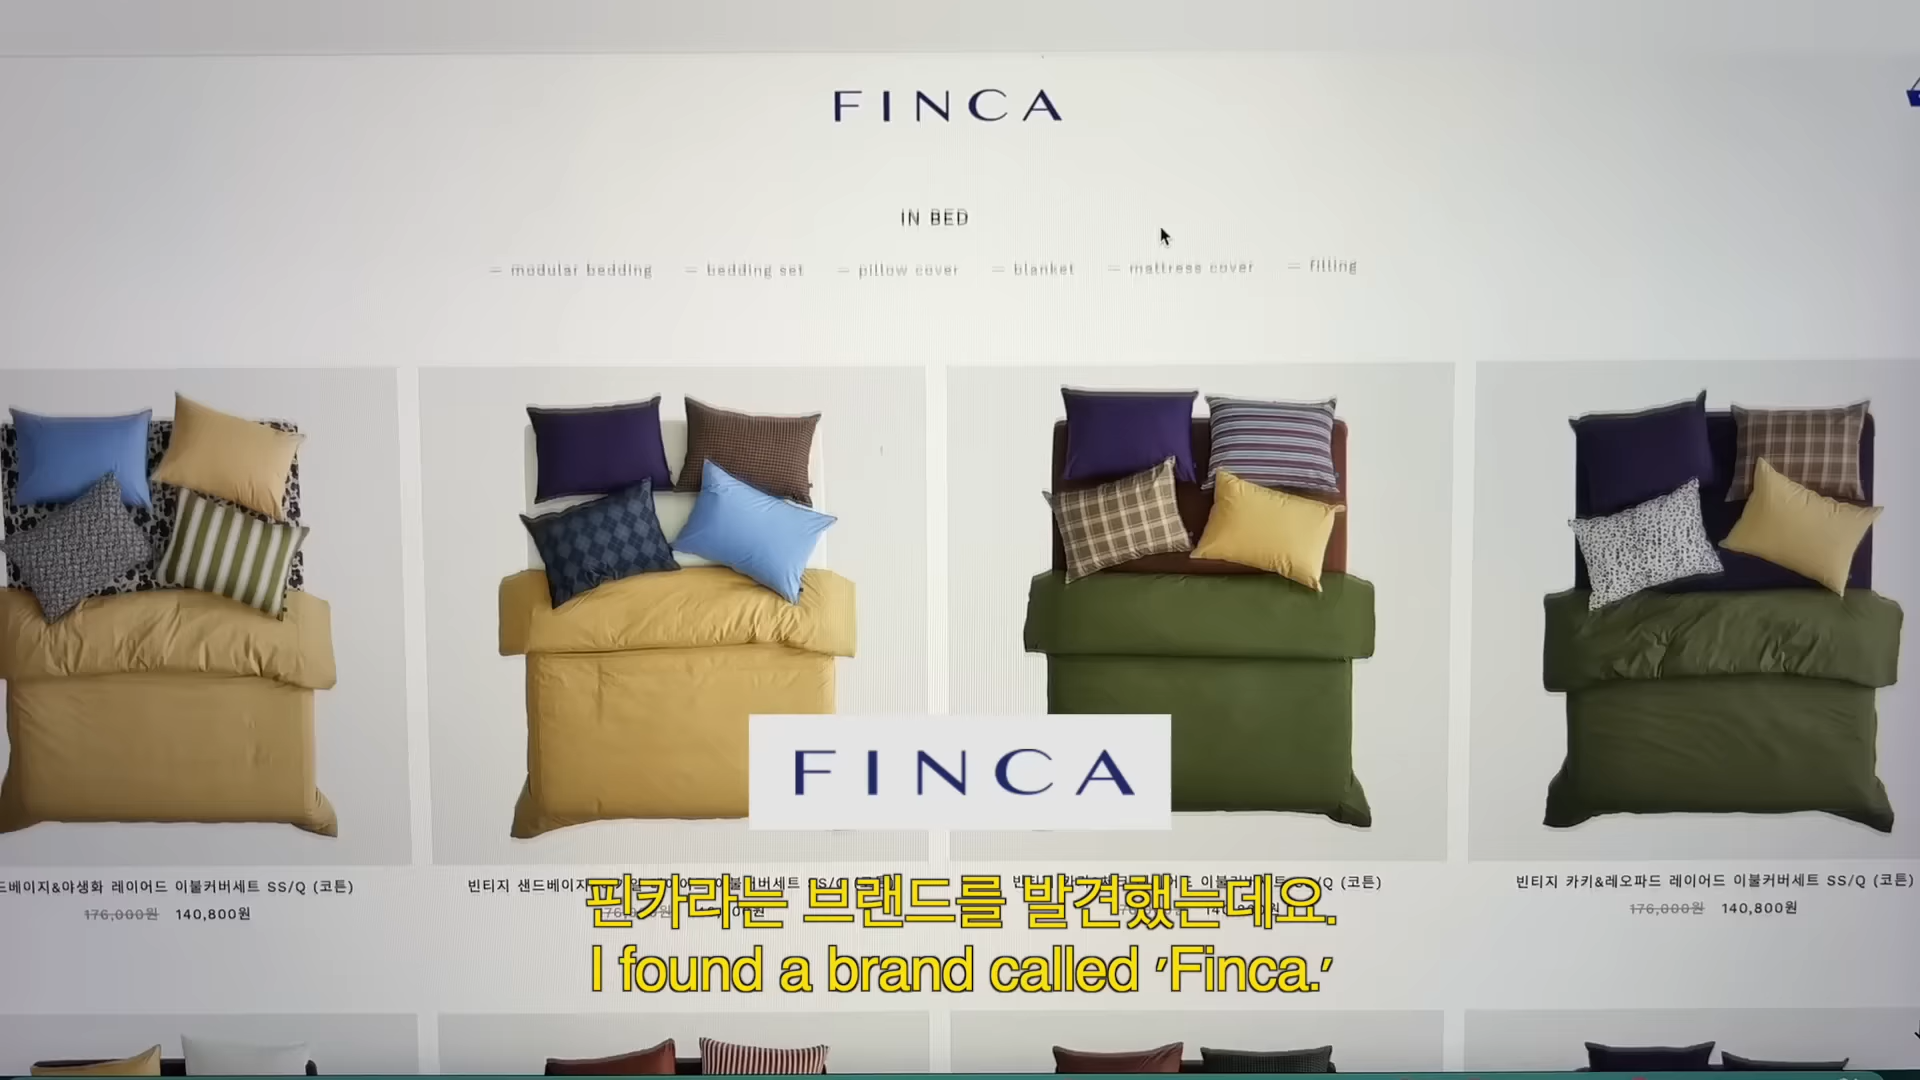 FINCA
IN BED
— modular bedding — bedding set — pillow cover — blanket — mattress cover — filling
FINCA
드베이지&야생화 레이어드 이불커버세트 SS/Q (코튼)
176,000원 140,800원
빈티지 샌드베이지
빈티지 카키&레오파드 레이어드 이불커버세트 SS/Q (코튼)
176,000원 140,800원
핀카라는 브랜드를 발견했는데요.
I found a brand called 'Finca.'